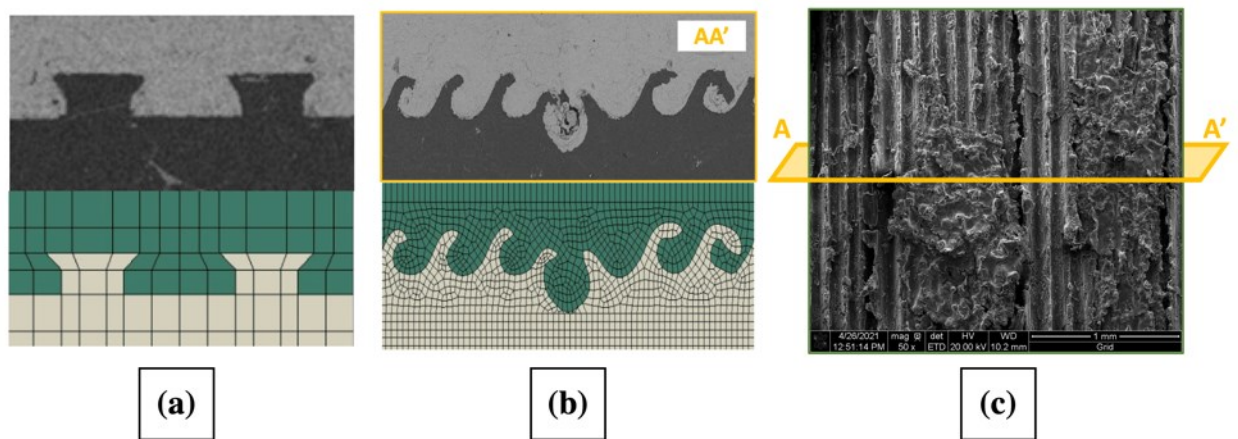 AA’
A
A’
4/26/2021 mag det HV WD 1 mm
12:51:14 PM 50 x ETD 20.00 kV 10.2 mm Grid
(a)
(b)
(c)